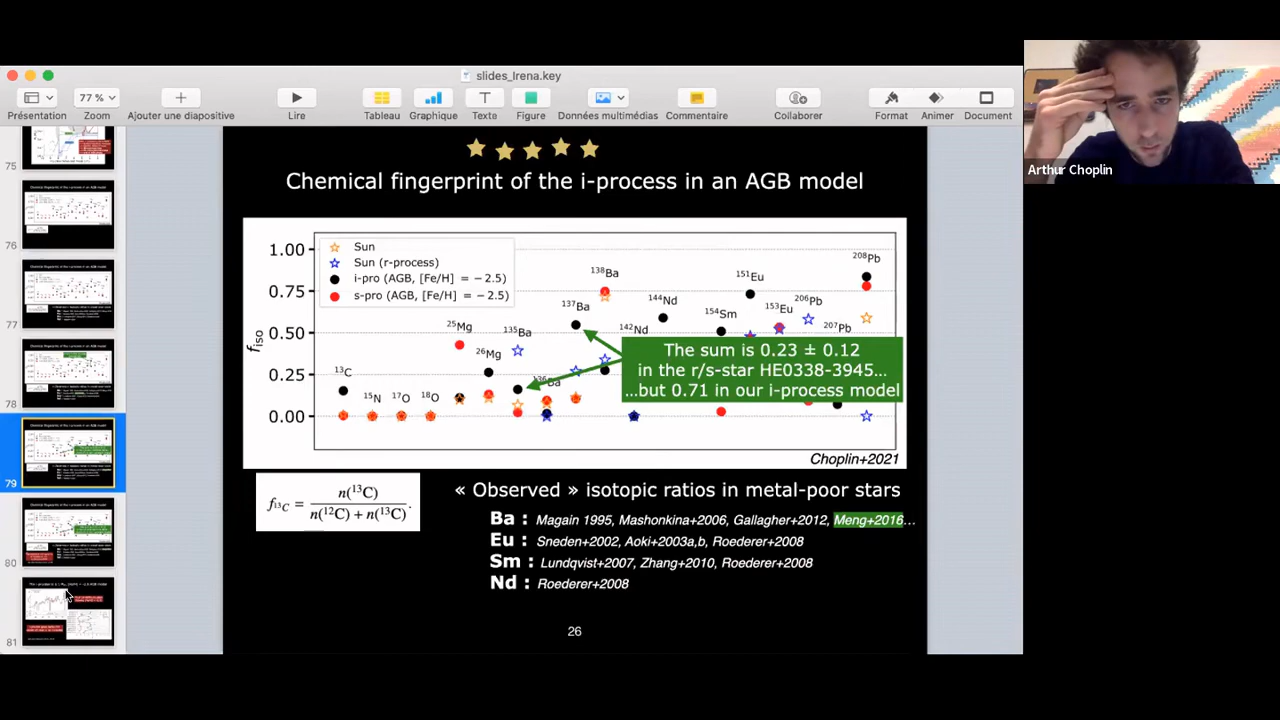 slides_Irena.key
77 %
Présentation Zoom Ajouter une diapositive Lire Tableau Graphique Texte Figure Données multimédias Commentaire Collaborer Format Animer Document
75
76
77
78
79
80
81
Chemical fingerprint of the i-process in an AGB model
Sun
Sun (r-process)
i-pro (AGB, [Fe/H] = −2.5)
s-pro (AGB, [Fe/H] = −2.5)
1.00
0.75
0.50
0.25
0.00
fiso
¹³C
¹⁵N
¹⁷O
¹⁸O
²⁵Mg
²⁶Mg
¹³⁵Ba
¹³⁷Ba
¹³⁸Ba
¹⁴²Nd
¹⁴⁴Nd
¹⁵⁴Sm
¹⁵¹Eu
¹⁵³Eu
²⁰⁶Pb
²⁰⁷Pb
²⁰⁸Pb
The sum is 0.23 ± 0.12
in the r/s-star HE0338-3945...
...but 0.71 in our i-process model
Choplin+2021
f¹³C = n(¹³C) / n(¹²C) + n(¹³C) .
« Observed » isotopic ratios in metal-poor stars
Ba : Magain 1995, Mashonkina+2006, Gallagher+2012, Meng+2016...
Eu : Sneden+2002, Aoki+2003a,b, Roederer+2008
Sm : Lundqvist+2007, Zhang+2010, Roederer+2008
Nd : Roederer+2008
26
Arthur Choplin